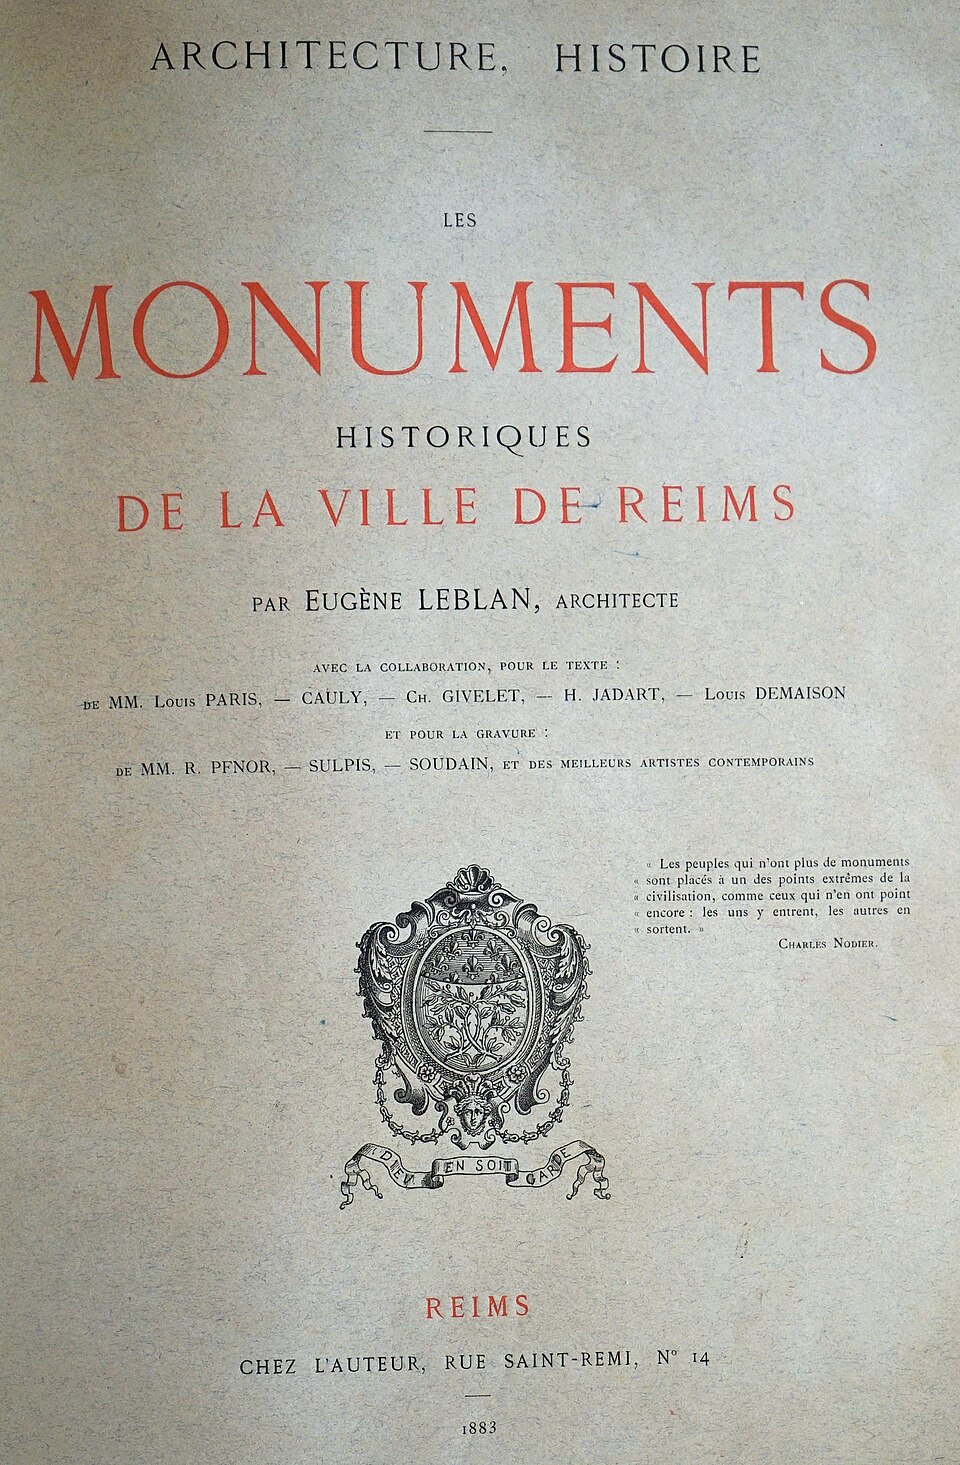 ARCHITECTURE, HISTOIRE
LES
MONUMENTS
HISTORIQUES
DE LA VILLE DE REIMS
PAR EUGÈNE LEBLAN, ARCHITECTE
AVEC LA COLLABORATION, POUR LE TEXTE :
DE MM. Louis PARIS, — CAULY, — CH. GIVELET, — H. JADART, — Louis DEMAISON
ET POUR LA GRAVURE :
DE MM. R. PFNOR, — SULPIS, — SOUDAIN, ET DES MEILLEURS ARTISTES CONTEMPORAINS
« Les peuples qui n'ont plus de monuments
« sont placés à un des points extrêmes de la
« civilisation, comme ceux qui n'en ont point
« encore : les uns y entrent, les autres en
« sortent. »
CHARLES NODIER.
DIEU EN SOIT GARDE
REIMS
CHEZ L'AUTEUR, RUE SAINT-REMI, N° 14
1883